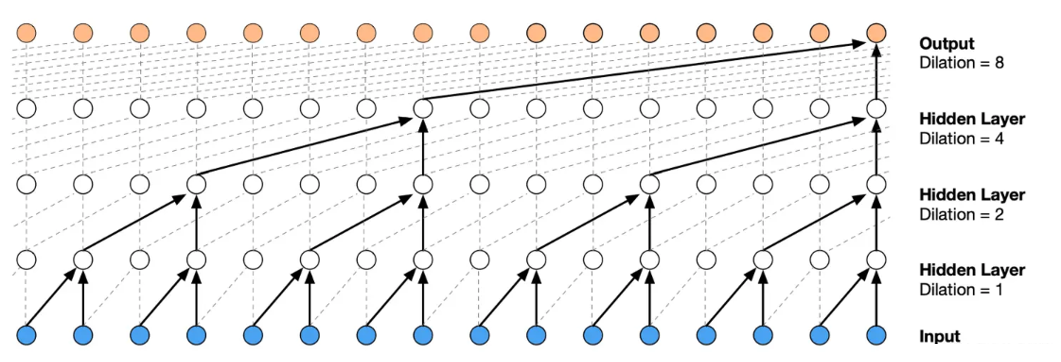 Output
Dilation = 8
Hidden Layer
Dilation = 4
Hidden Layer
Dilation = 2
Hidden Layer
Dilation = 1
Input